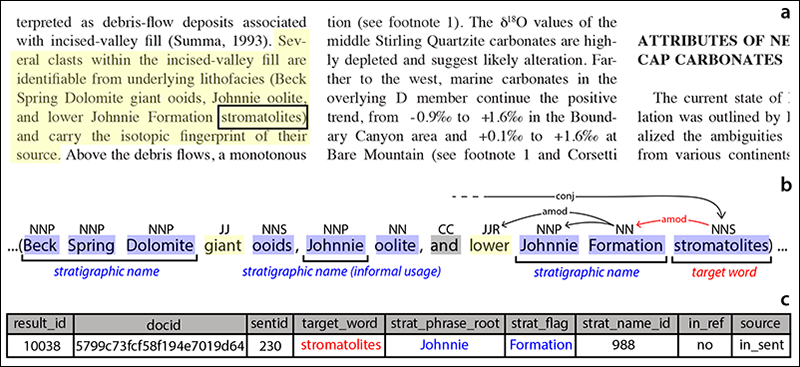 a
terpreted as debris-flow deposits associated
with incised-valley fill (Summa, 1993). Sev-
eral clasts within the incised-valley fill are
identifiable from underlying lithofacies (Beck
Spring Dolomite giant ooids, Johnnie oolite,
and lower Johnnie Formation stromatolites)
and carry the isotopic fingerprint of their
source. Above the debris flows, a monotonous
tion (see footnote 1). The δ¹⁸O values of the
middle Stirling Quartzite carbonates are high-
ly depleted and suggest likely alteration. Far-
ther to the west, marine carbonates in the
overlying D member continue the positive
trend, from -0.9‰ to +1.6‰ in the Bound-
ary Canyon area and +0.1‰ to +1.6‰ at
Bare Mountain (see footnote 1 and Corsetti
ATTRIBUTES OF NE
CAP CARBONATES
The current state of
lation was outlined by
alized the ambiguities
from various continents
b
conj
amod amod
NNP NNP NNP JJ NNS NNP NN CC JJR NNP NN NNS
...(Beck Spring Dolomite giant ooids, Johnnie oolite, and lower Johnnie Formation stromatolites) ...
stratigraphic name stratigraphic name (informal usage) stratigraphic name target word
c
result_id docid sentid target_word strat_phrase_root strat_flag strat_name_id in_ref source
10038 5799c73fcf58f194e7019d64 230 stromatolites Johnnie Formation 988 no in_sent